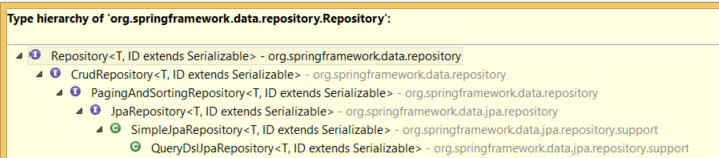 Type hierarchy of 'org.springframework.data.repository.Repository':
Repository<T, ID extends Serializable> - org.springframework.data.repository
CrudRepository<T, ID extends Serializable> - org.springframework.data.repository
PagingAndSortingRepository<T, ID extends Serializable> - org.springframework.data.repository
JpaRepository<T, ID extends Serializable> - org.springframework.data.jpa.repository
SimpleJpaRepository<T, ID extends Serializable> - org.springframework.data.jpa.repository.support
QueryDslJpaRepository<T, ID extends Serializable> - org.springframework.data.jpa.repository.support